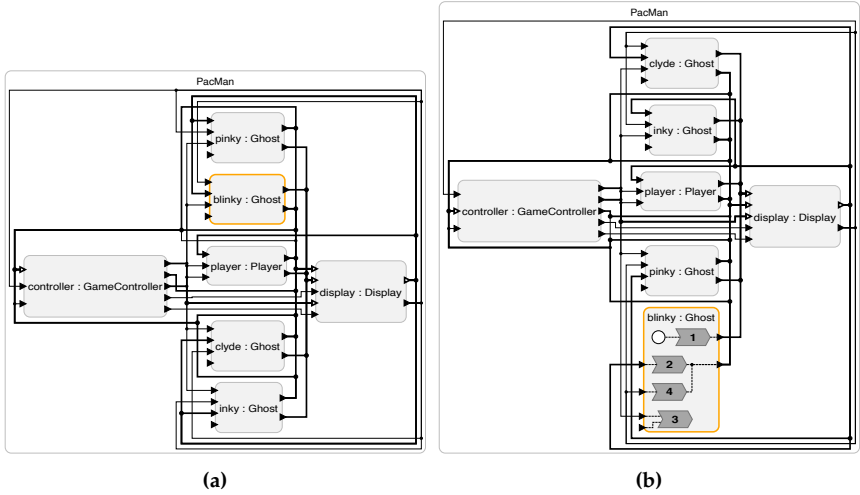 PacMan
pinky : Ghost
blinky : Ghost
player : Player
controller : GameController
display : Display
clyde : Ghost
inky : Ghost
(a)
PacMan
clyde : Ghost
inky : Ghost
player : Player
controller : GameController
display : Display
pinky : Ghost
blinky : Ghost
1
2
4
3
(b)